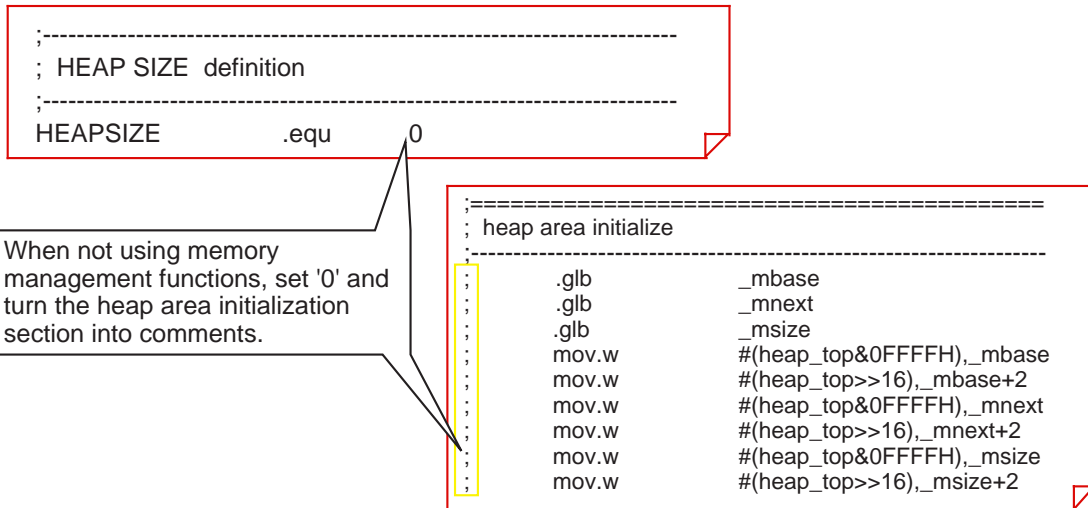 ;---------------------------------------------------------------------------
; HEAP SIZE definition
;---------------------------------------------------------------------------
HEAPSIZE .equ 0
When not using memory
management functions, set '0' and
turn the heap area initialization
section into comments.
;===========================================
; heap area initialize
;--------------------------------------------------------------------
; .glb _mbase
; .glb _mnext
; .glb _msize
; mov.w #(heap_top&0FFFFH),_mbase
; mov.w #(heap_top>>16),_mbase+2
; mov.w #(heap_top&0FFFFH),_mnext
; mov.w #(heap_top>>16),_mnext+2
; mov.w #(heap_top&0FFFFH),_msize
; mov.w #(heap_top>>16),_msize+2